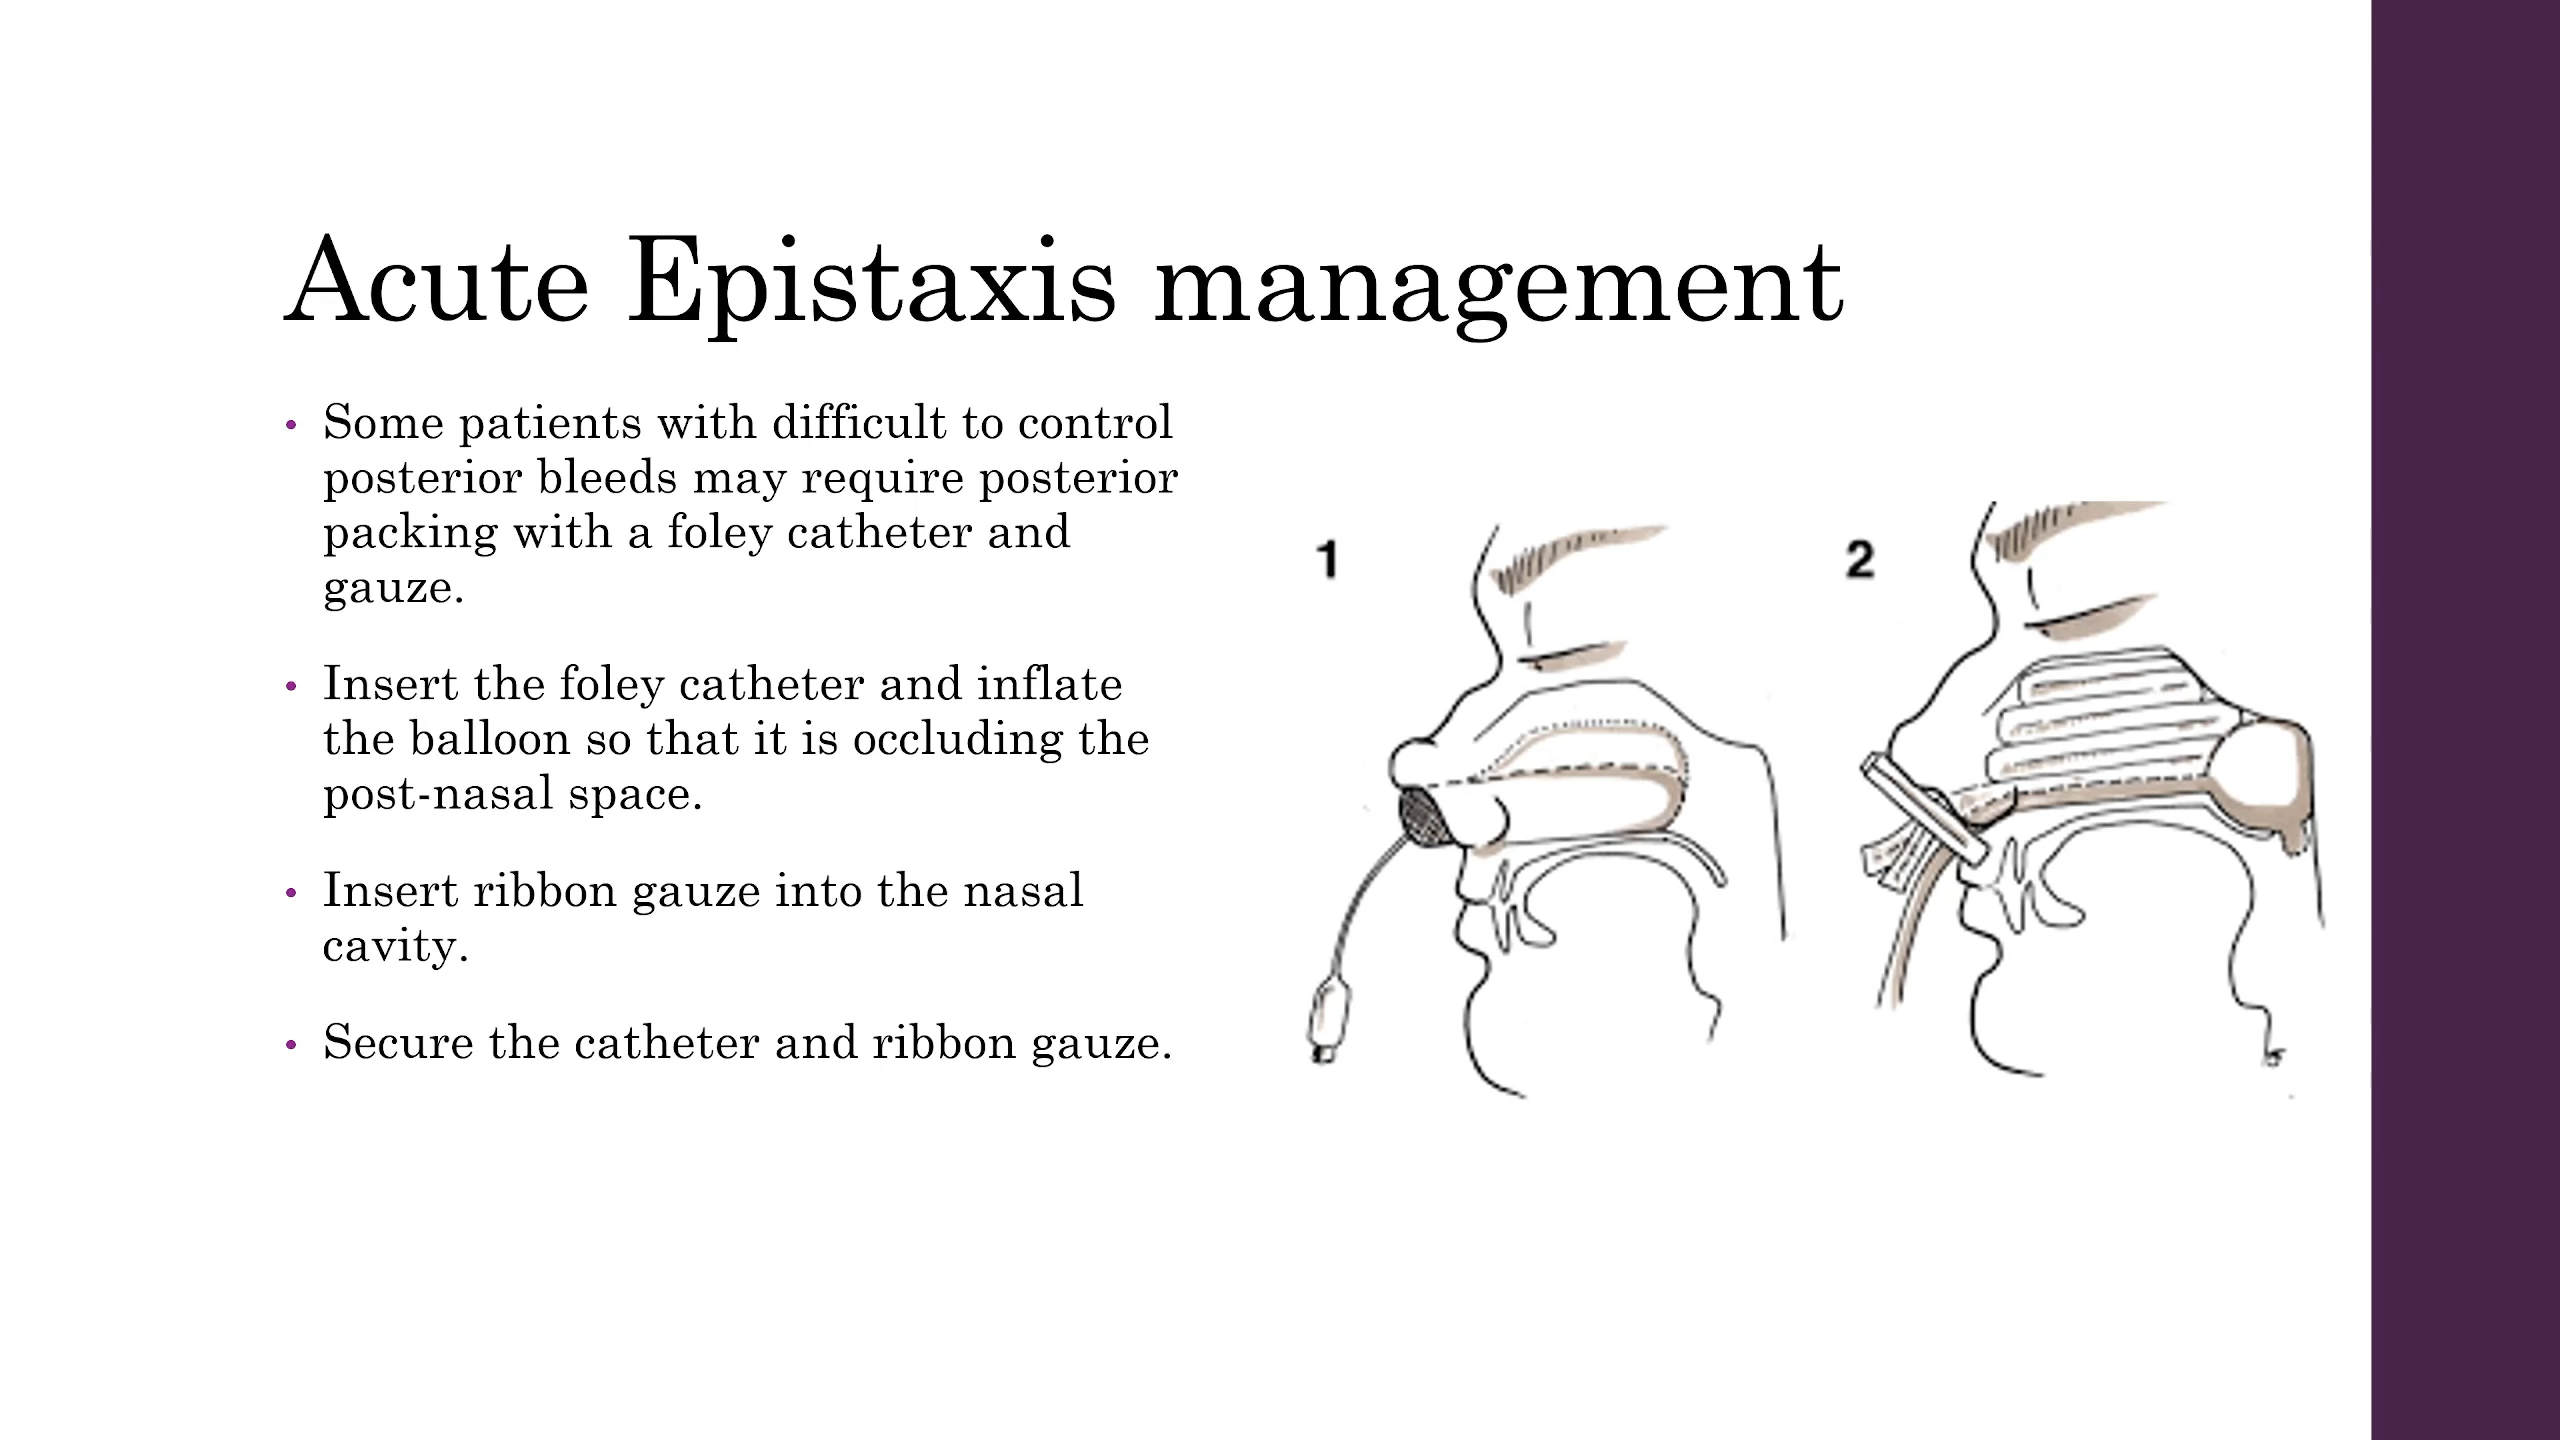 Acute Epistaxis management
• Some patients with difficult to control
posterior bleeds may require posterior
packing with a foley catheter and
gauze.
• Insert the foley catheter and inflate
the balloon so that it is occluding the
post-nasal space.
• Insert ribbon gauze into the nasal
cavity.
• Secure the catheter and ribbon gauze.
1
2